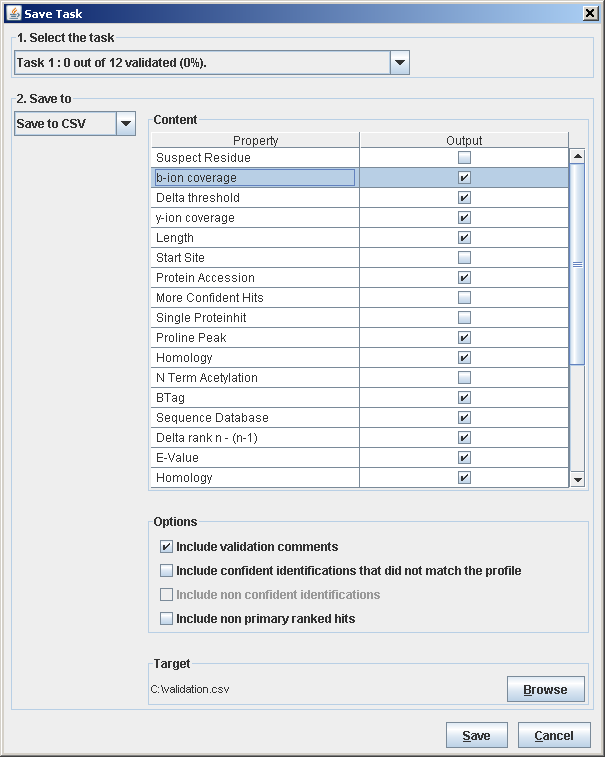 Save Task
1. Select the task
Task 1 : 0 out of 12 validated (0%).
2. Save to
Save to CSV
Content
Property Output
Suspect Residue
b-ion coverage
Delta threshold
y-ion coverage
Length
Start Site
Protein Accession
More Confident Hits
Single Proteinhit
Proline Peak
Homology
N Term Acetylation
BTag
Sequence Database
Delta rank n - (n-1)
E-Value
Homology
Options
Include validation comments
Include confident identifications that did not match the profile
Include non confident identifications
Include non primary ranked hits
Target
C:\validation.csv
Browse
Save Cancel